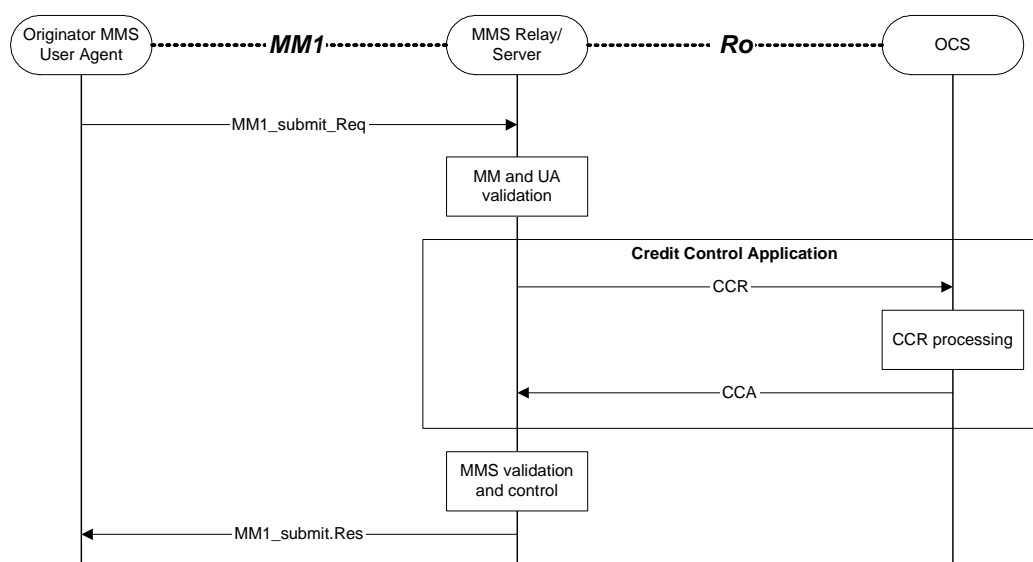 Originator MMS
User Agent
MM1
MMS Relay/
Server
Ro
OCS
MM1_submit_Req
MM and UA
validation
Credit Control Application
CCR
CCR processing
CCA
MMS validation
and control
MM1_submit.Res